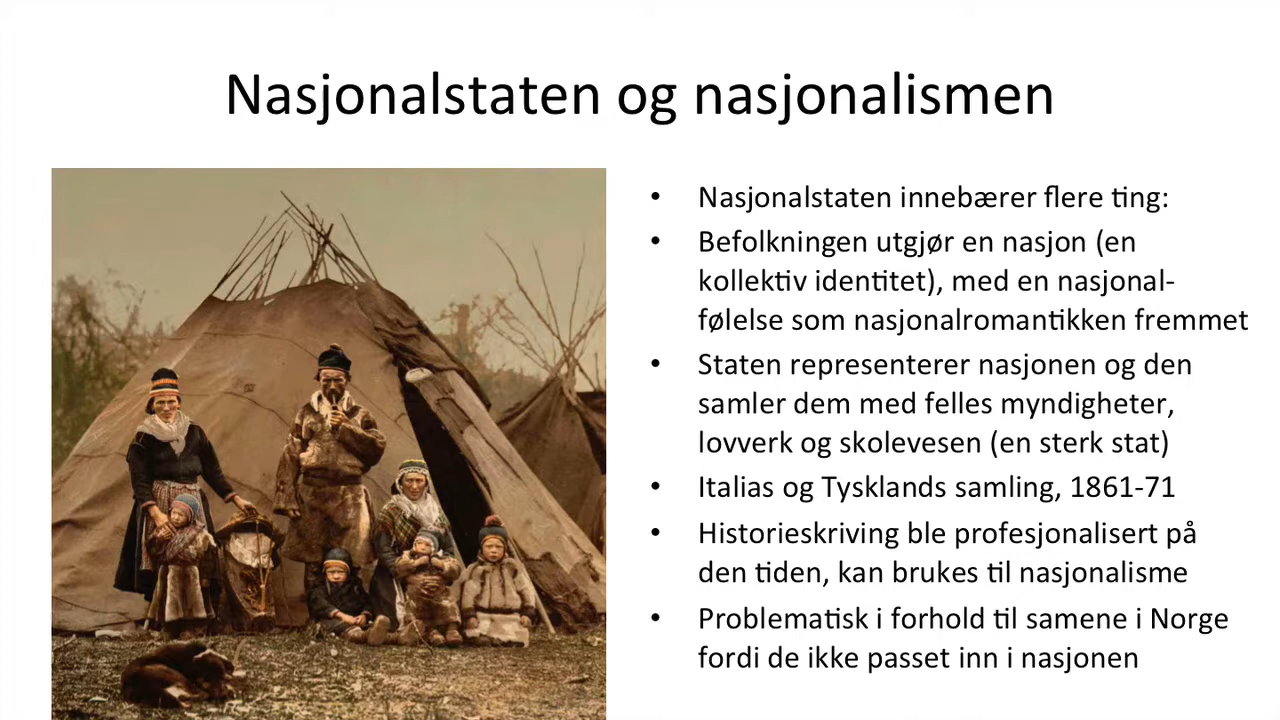 Nasjonalstaten og nasjonalismen
• Nasjonalstaten innebærer flere ting:
• Befolkningen utgjør en nasjon (en
kollektiv identitet), med en nasjonal-
følelse som nasjonalromantikken fremmet
• Staten representerer nasjonen og den
samler dem med felles myndigheter,
lovverk og skolevesen (en sterk stat)
• Italias og Tysklands samling, 1861-71
• Historieskriving ble profesjonalisert på
den tiden, kan brukes til nasjonalisme
• Problematisk i forhold til samene i Norge
fordi de ikke passet inn i nasjonen